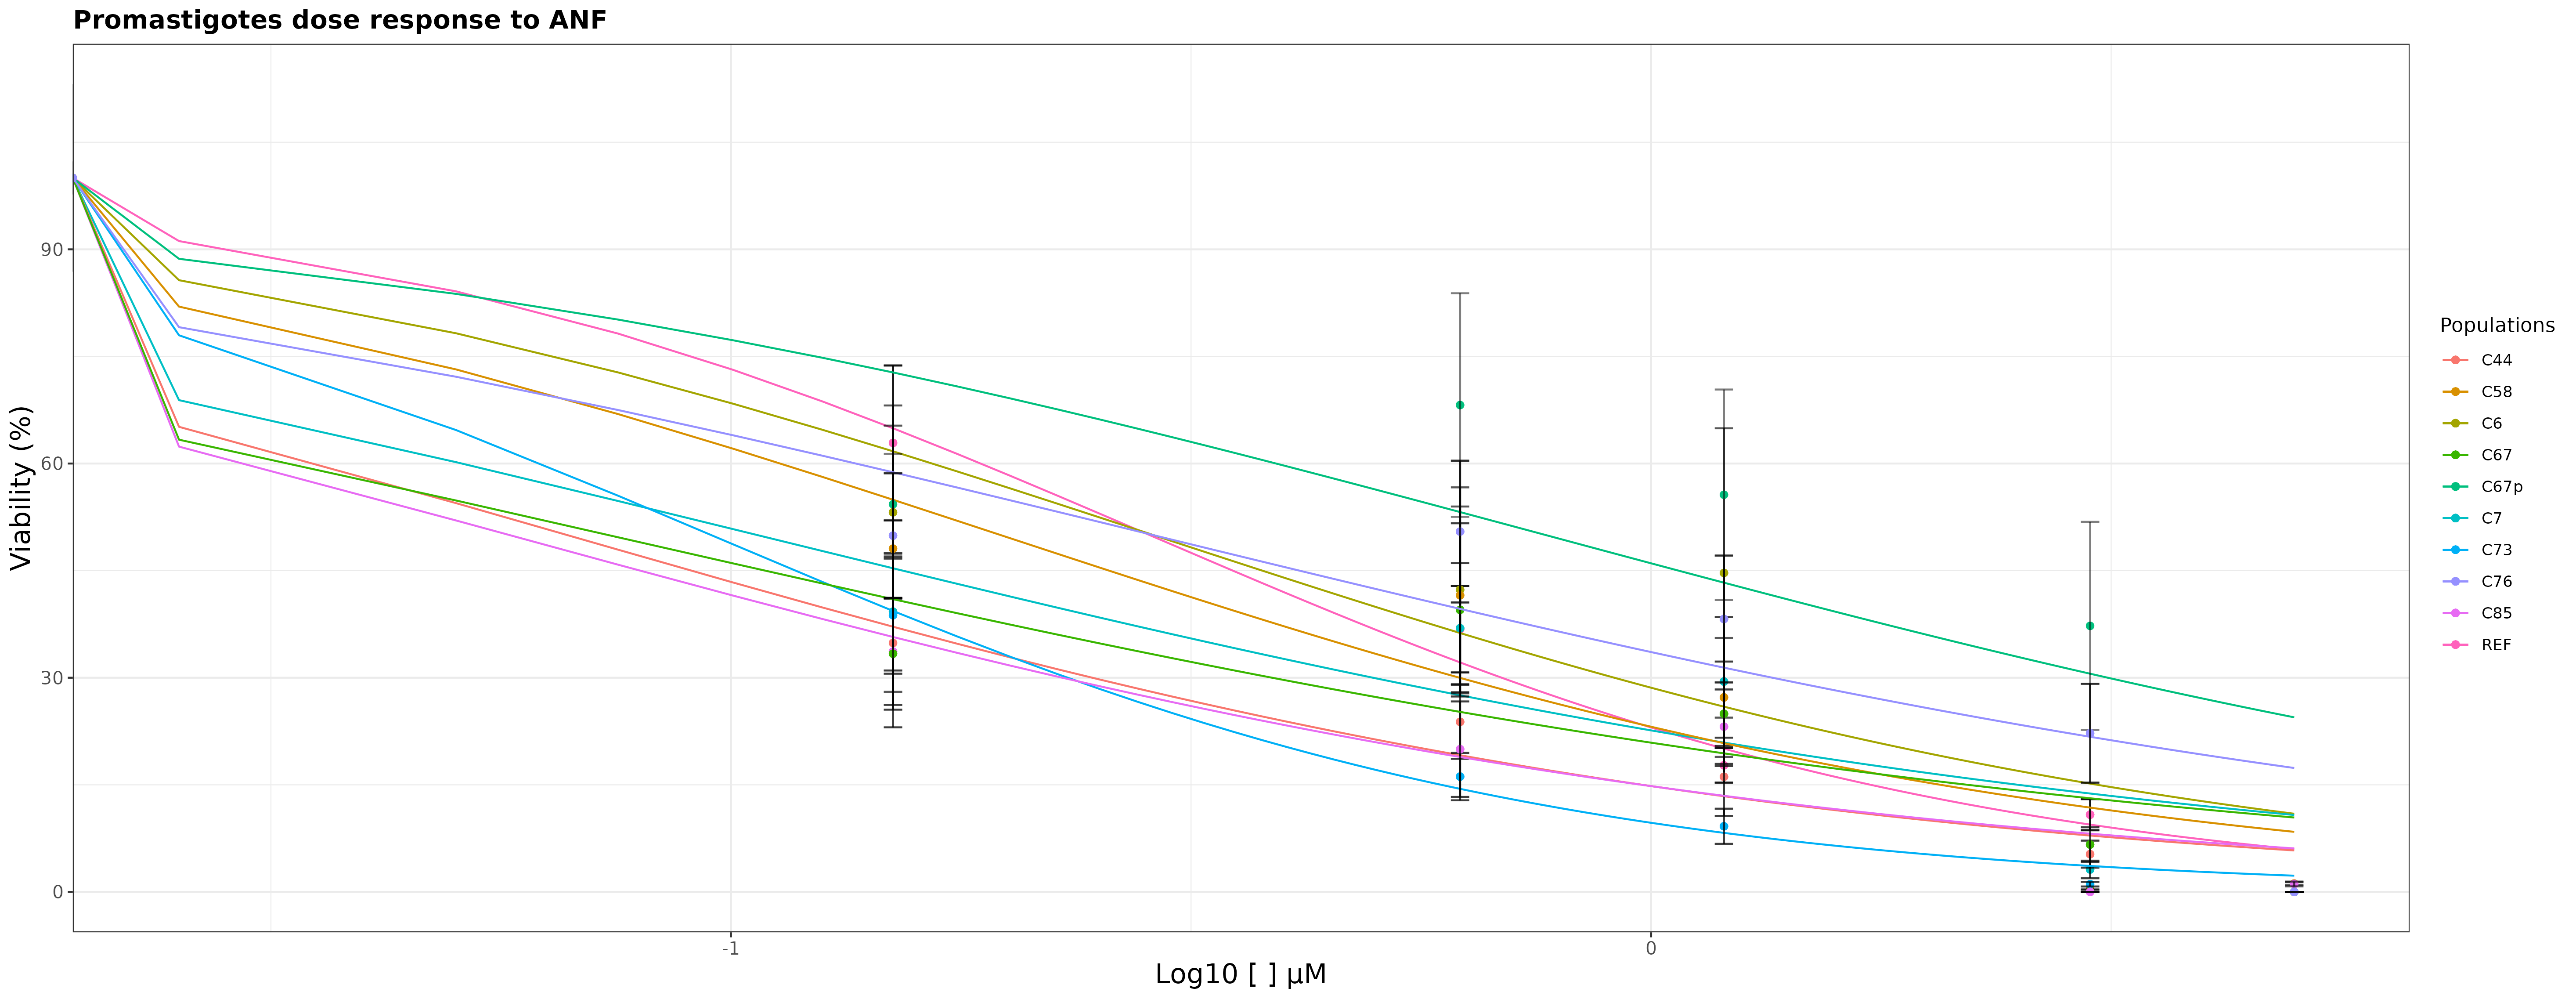 Promastigotes dose response to ANF
Viability (%)
90
60
30
0
-1
0
Log10 [ ] µM
Populations
C44
C58
C6
C67
C67p
C7
C73
C76
C85
REF